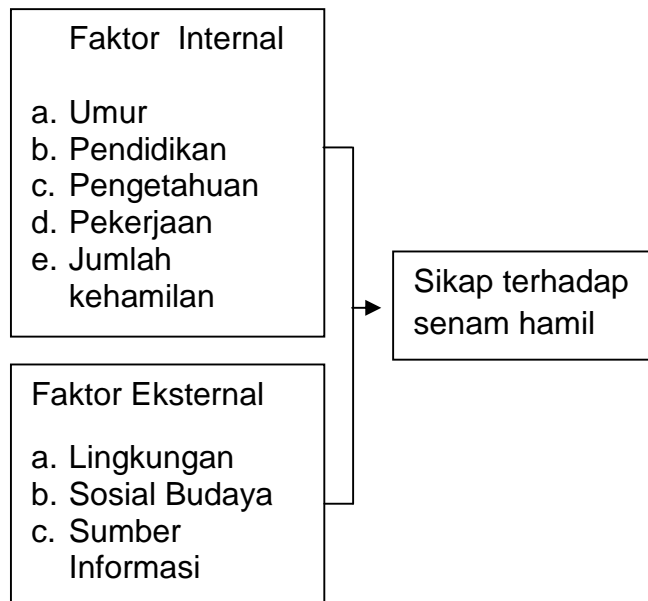 Faktor Internal
a. Umur
b. Pendidikan
c. Pengetahuan
d. Pekerjaan
e. Jumlah
kehamilan
Sikap terhadap
senam hamil
Faktor Eksternal
a. Lingkungan
b. Sosial Budaya
c. Sumber
Informasi